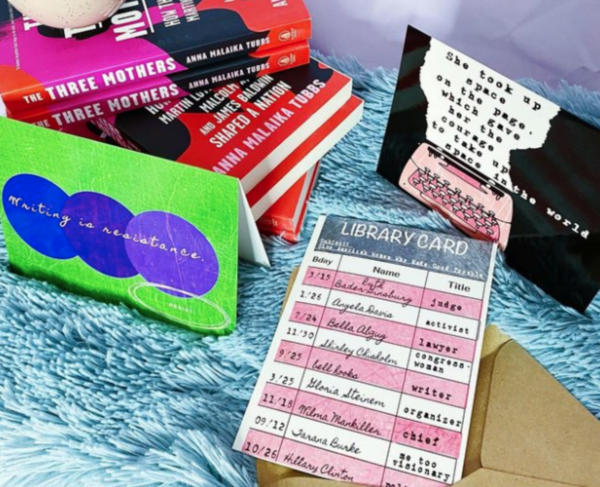 THE THREE MOTHERS ANNA MALAIKA TUBBS
THE THREE MOTHERS
MALCOLM
AND JAMES BALDWIN
SHAPED A NATION
ANNA MALAIKA TUBBS
Writing is resistance.
She took up
space
on the page,
which gave
her the
courage
to take up
space in the world
LIBRARY CARD
Bday Name Title
3/15 Ruth Bader Ginsburg judge
1/26 Angela Davis activist
7/24 Bella Abzug lawyer
11/30 Shirley Chisholm congress-
woman
9/25 bell hooks writer
3/25 Gloria Steinem organizer
11/18 Wilma Mankiller chief
09/12 Tarana Burke me too
visionary
10/26 Hillary Clinton